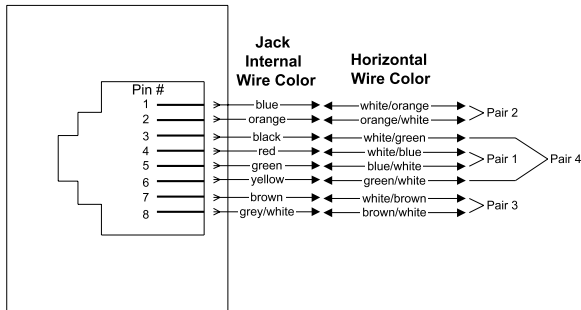 Jack
Internal
Wire Color
Horizontal
Wire Color
Pin #
1 blue white/orange
2 orange orange/white
Pair 2
3 black white/green
4 red white/blue
5 green blue/white
Pair 1
Pair 4
6 yellow green/white
7 brown white/brown
8 grey/white brown/white
Pair 3